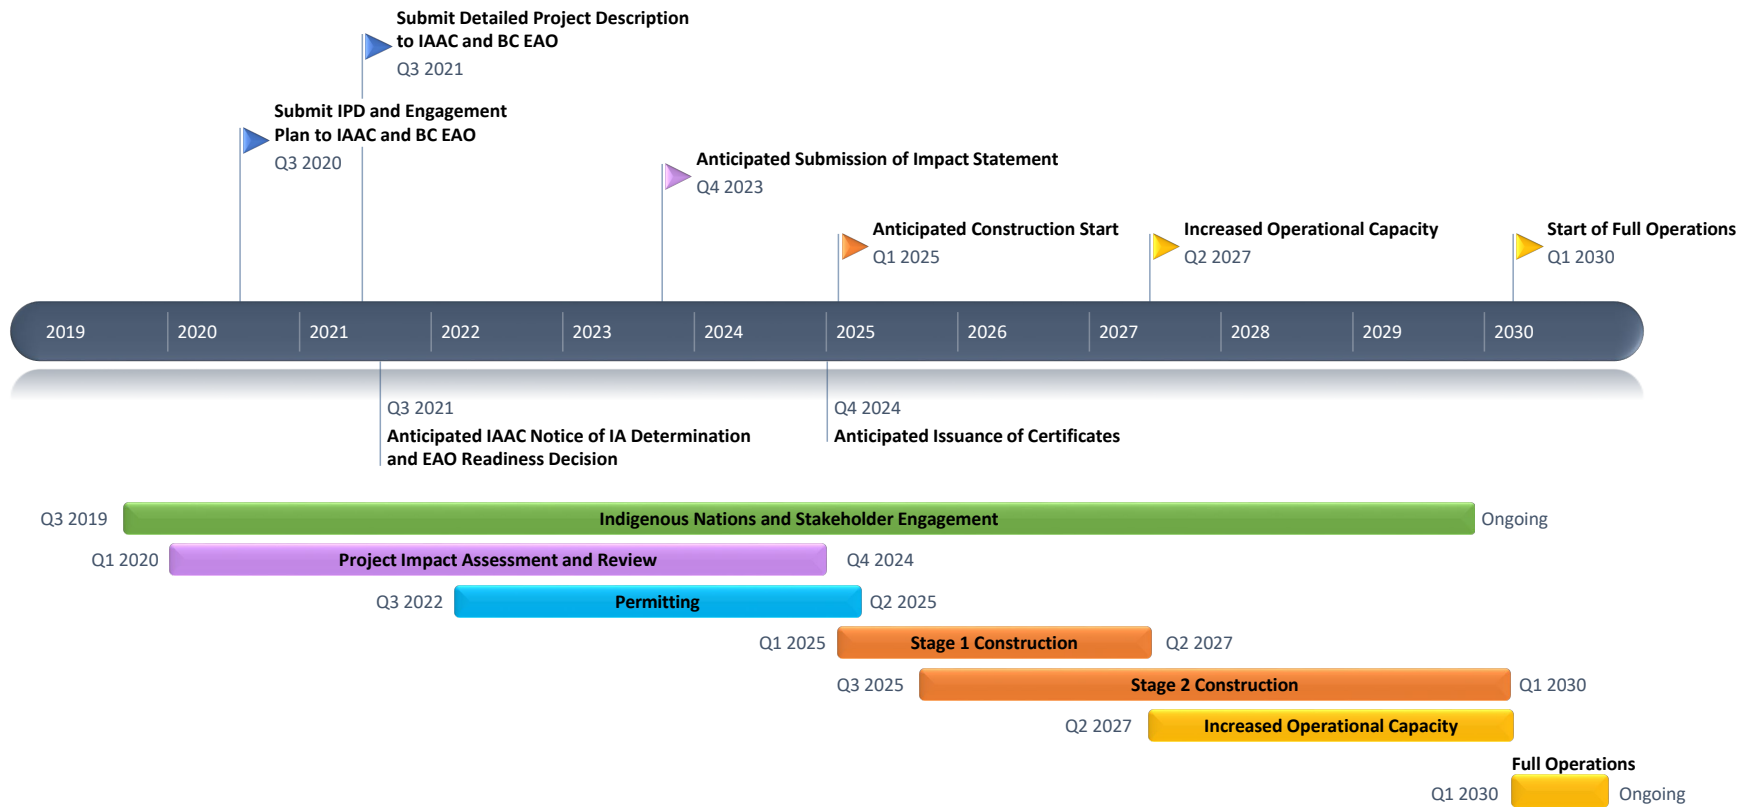 Submit Detailed Project Description
to IAAC and BC EAO
Q3 2021
Submit IPD and Engagement
Plan to IAAC and BC EAO
Q3 2020
Anticipated Submission of Impact Statement
Q4 2023
Anticipated Construction Start
Q1 2025
Increased Operational Capacity
Q2 2027
Start of Full Operations
Q1 2030
2019 2020 2021 2022 2023 2024 2025 2026 2027 2028 2029 2030
Q3 2021
Anticipated IAAC Notice of IA Determination
and EAO Readiness Decision
Q4 2024
Anticipated Issuance of Certificates
Q3 2019 Indigenous Nations and Stakeholder Engagement Ongoing
Q1 2020 Project Impact Assessment and Review Q4 2024
Q3 2022 Permitting Q2 2025
Q1 2025 Stage 1 Construction Q2 2027
Q3 2025 Stage 2 Construction Q1 2030
Q2 2027 Increased Operational Capacity
Full Operations
Q1 2030 Ongoing